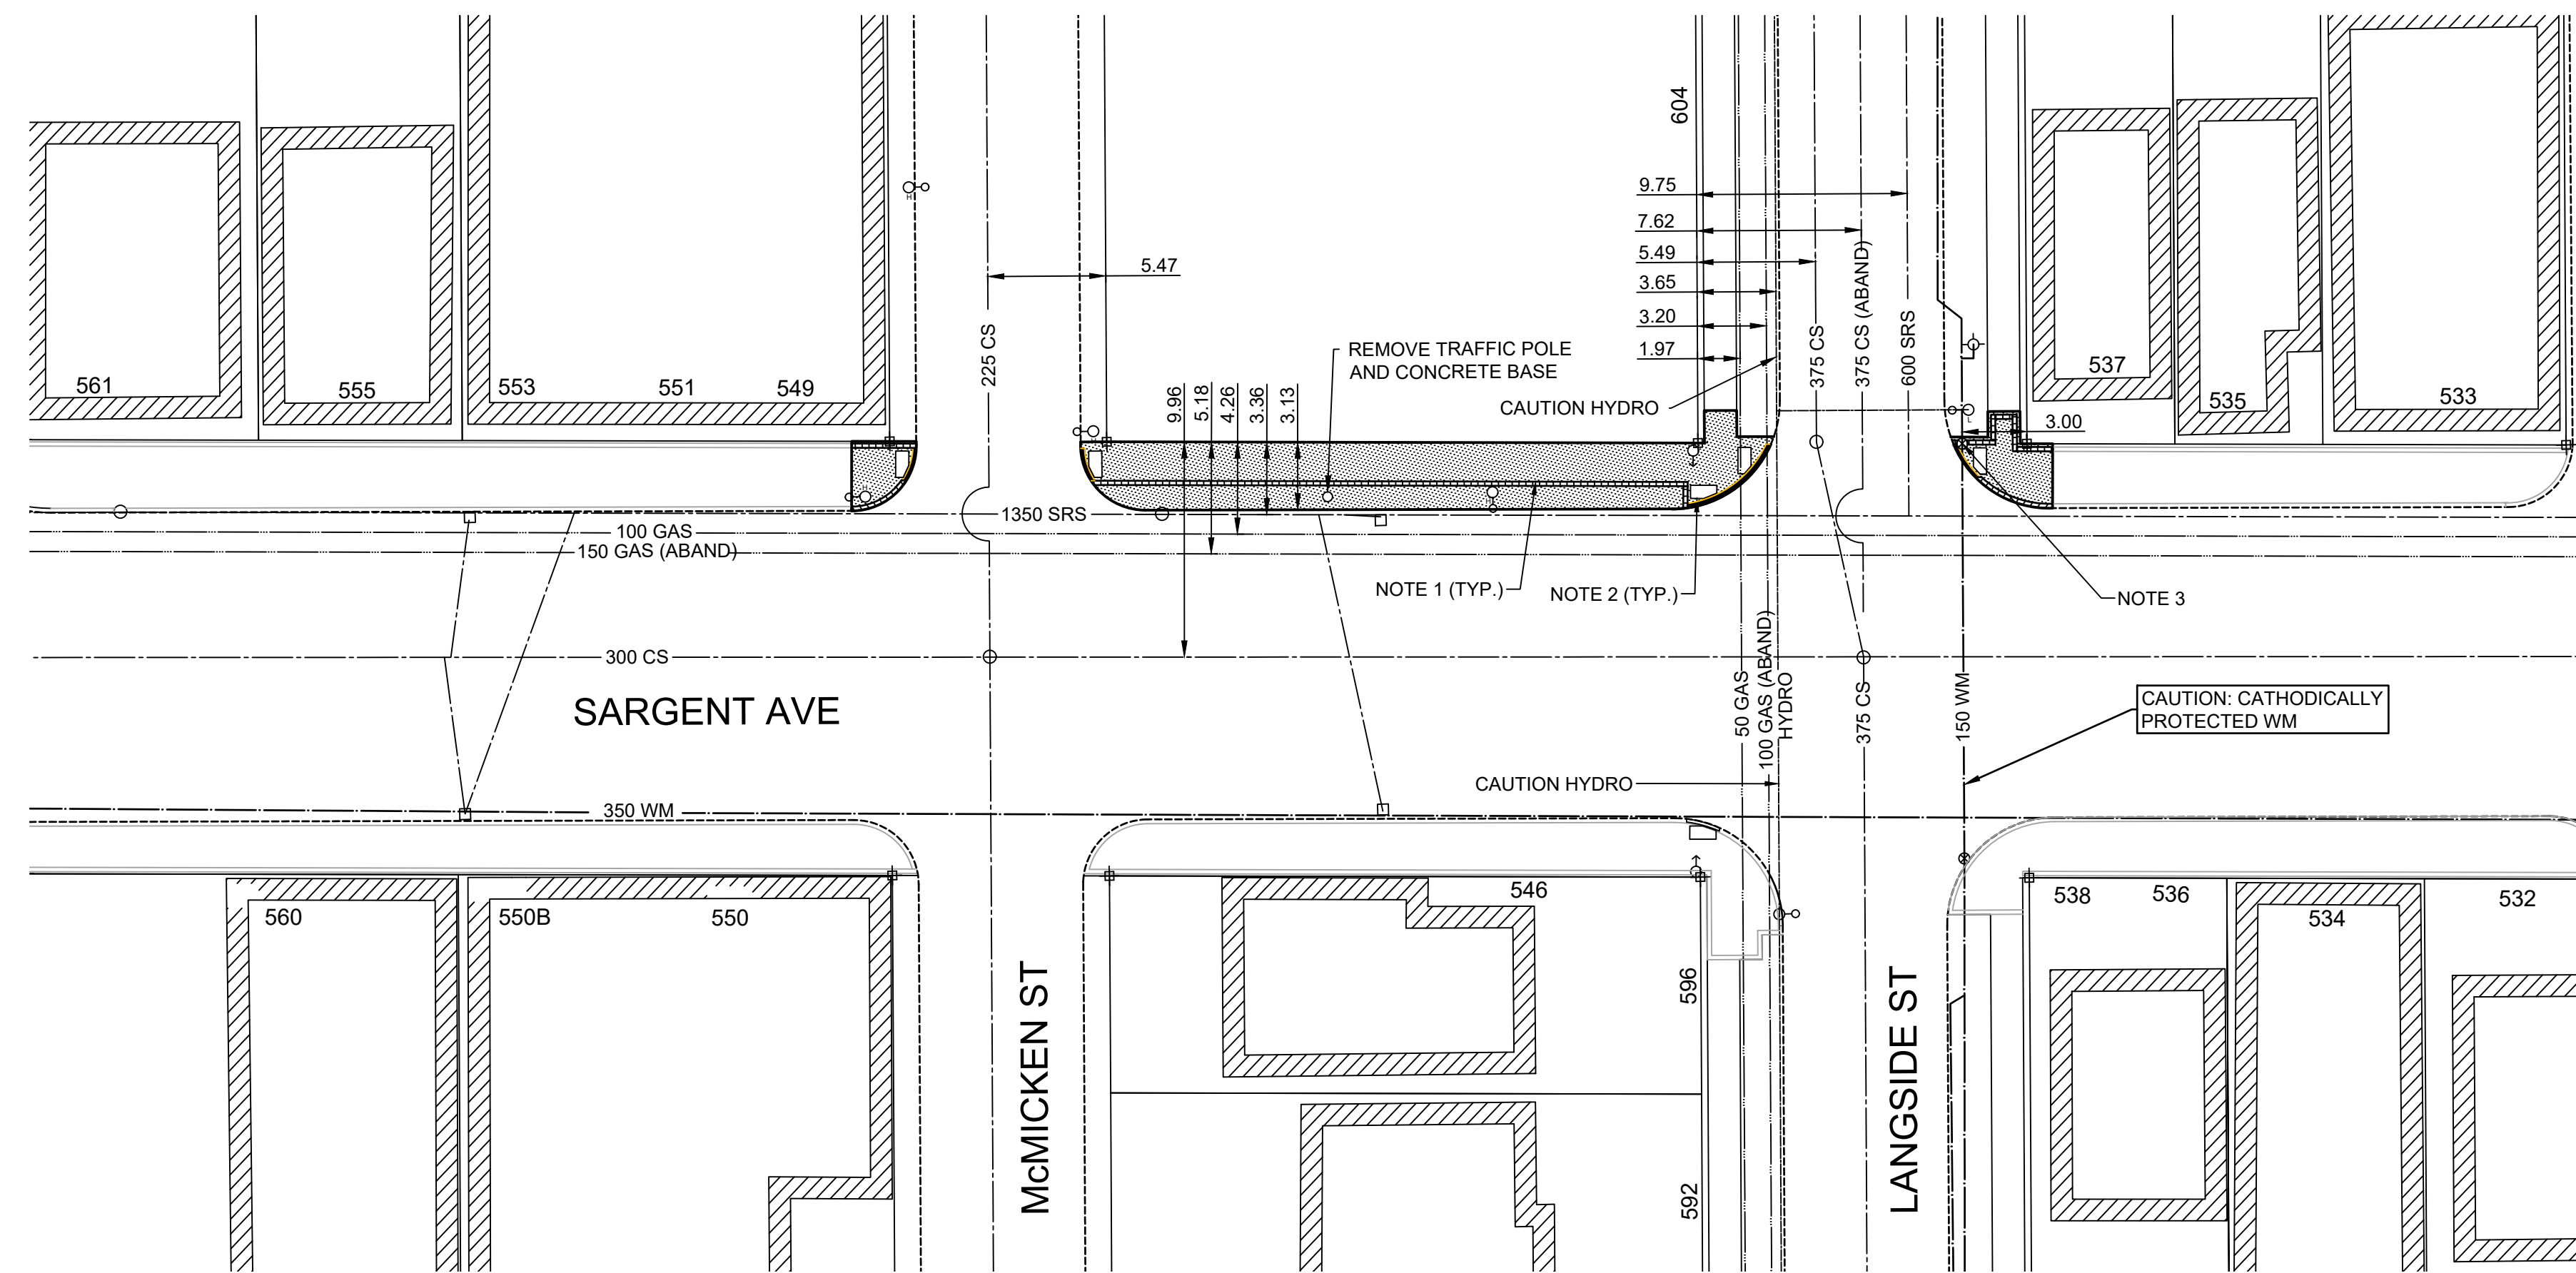 604
9.75
7.62
5.49
3.65
3.20
1.97
5.47
225 CS
375 CS
375 CS (ABAND)
600 SRS
REMOVE TRAFFIC POLE
AND CONCRETE BASE
CAUTION HYDRO
9.96
5.18
4.26
3.36
3.13
561
555
553
551
549
537
535
533
3.00
1350 SRS
100 GAS
150 GAS (ABAND)
NOTE 1 (TYP.)
NOTE 2 (TYP.)
NOTE 3
300 CS
SARGENT AVE
50 GAS
100 GAS (ABAND)
HYDRO
375 CS
150 WM
CAUTION: CATHODICALLY
PROTECTED WM
CAUTION HYDRO
350 WM
560
550B
550
546
538
536
534
532
McMICKEN ST
596
592
LANGSIDE ST